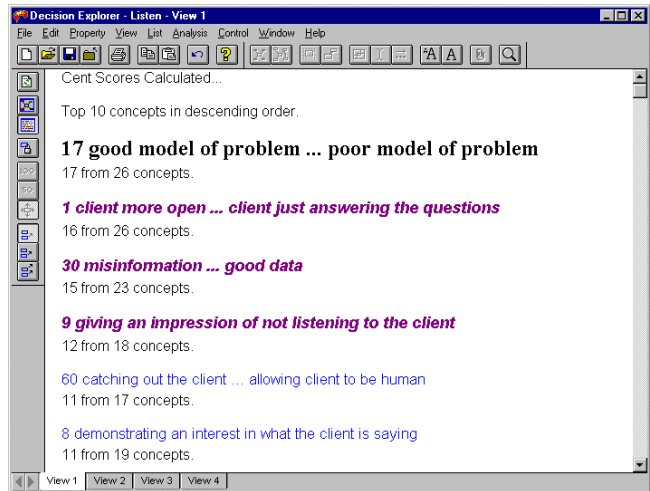 Decision Explorer - Listen - View 1
File Edit Property View List Analysis Control Window Help
Cent Scores Calculated...
Top 10 concepts in descending order.
17 good model of problem ... poor model of problem
17 from 26 concepts.
1 client more open ... client just answering the questions
16 from 26 concepts.
30 misinformation ... good data
15 from 23 concepts.
9 giving an impression of not listening to the client
12 from 18 concepts.
60 catching out the client ... allowing client to be human
11 from 17 concepts.
8 demonstrating an interest in what the client is saying
11 from 19 concepts.
View 1 View 2 View 3 View 4